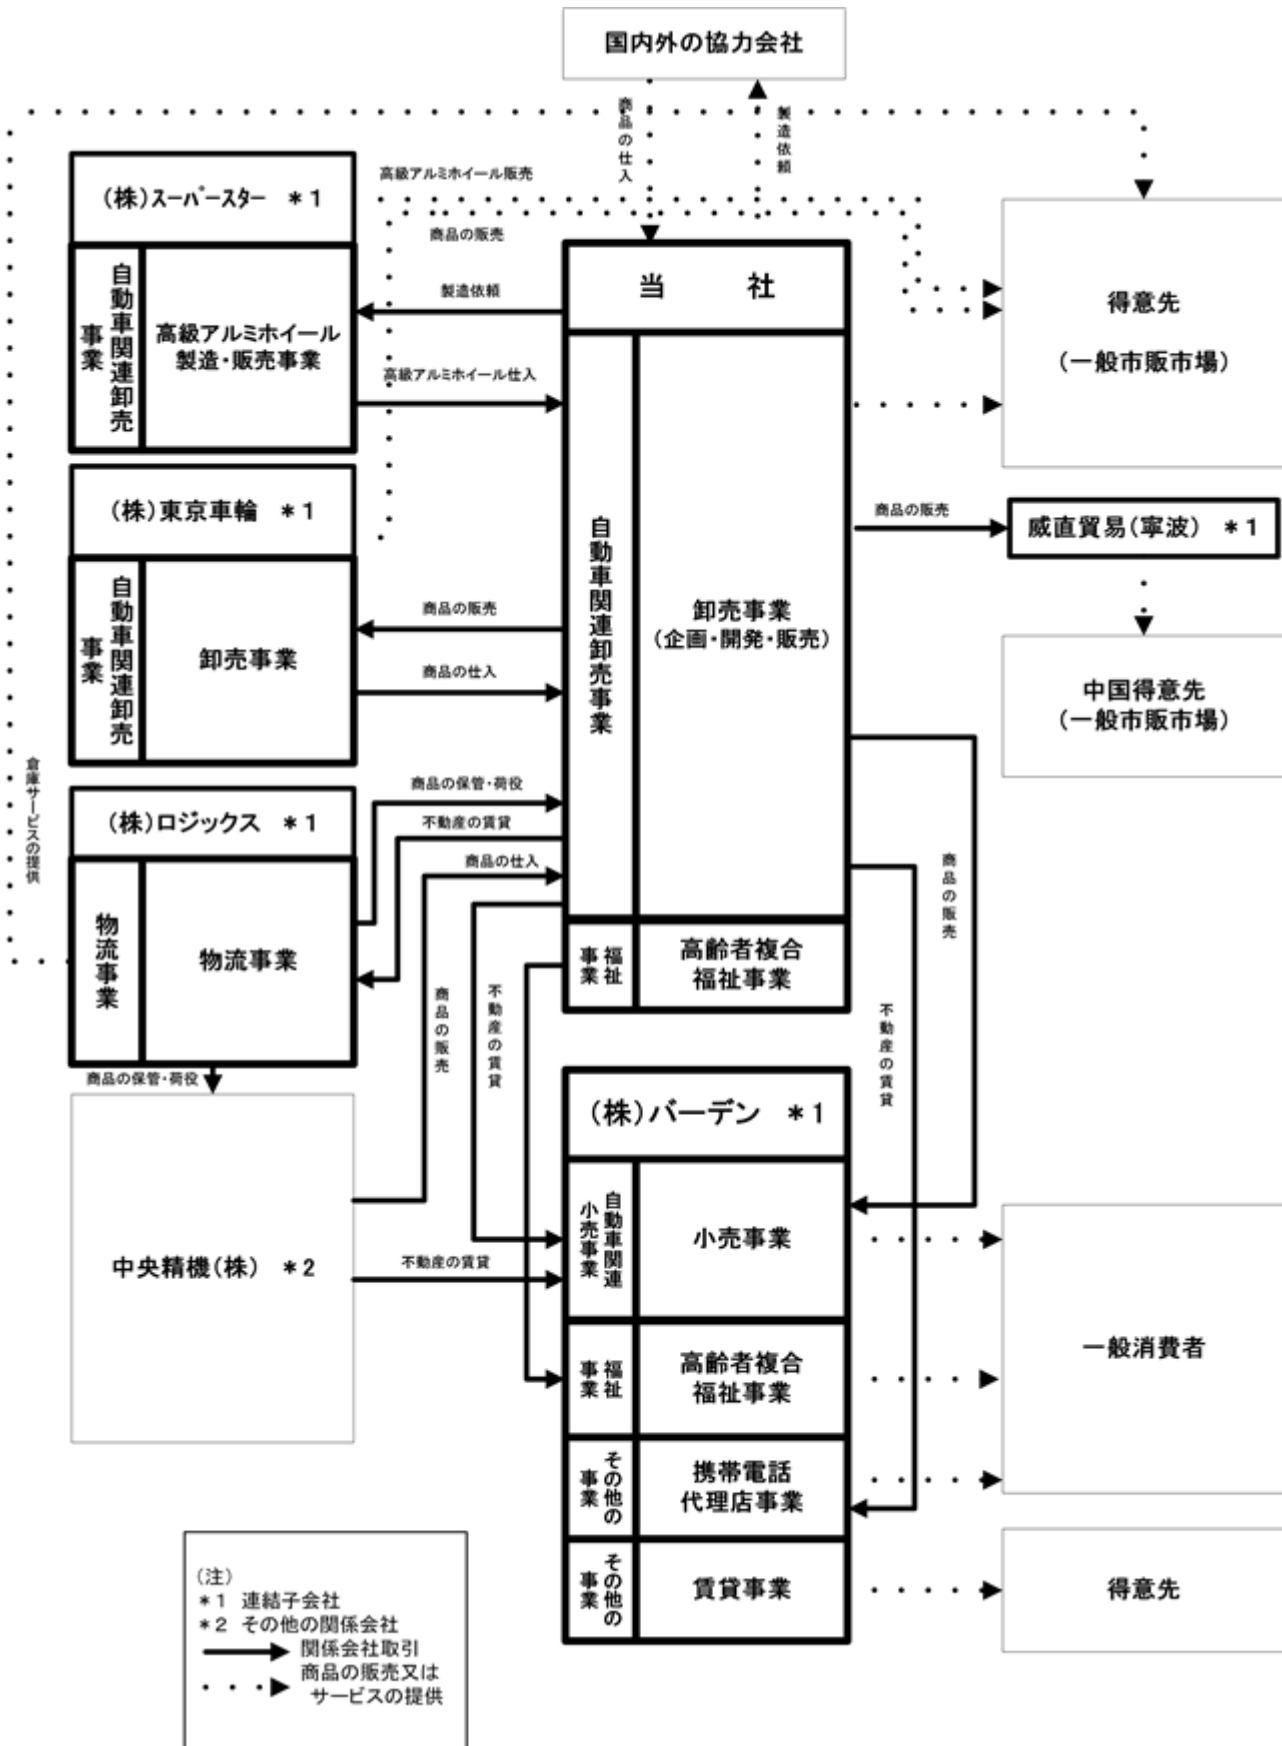 国内外の協力会社
商品の仕入
製造依頼
(株)スーパースター ＊1
自動車関連卸売
事業
高級アルミホイール
製造・販売事業
高級アルミホイール販売
商品の販売
製造依頼
高級アルミホイール仕入
当 社
自動車関連卸売事業
卸売事業
(企画・開発・販売)
福祉
事業
高齢者複合
福祉事業
得意先
(一般市販市場)
商品の販売
威直貿易(寧波) ＊1
中国得意先
(一般市販市場)
(株)東京車輪 ＊1
自動車関連卸売
事業
卸売事業
商品の販売
商品の仕入
倉庫サービスの提供
(株)ロジックス ＊1
物流事業
物流事業
商品の保管・荷役
不動産の賃貸
商品の仕入
商品の保管・荷役
商品の販売
不動産の賃貸
商品の販売
不動産の賃貸
中央精機(株) ＊2
不動産の賃貸
(株)バーデン ＊1
自動車関連
小売事業
小売事業
福祉
事業
高齢者複合
福祉事業
その他の
事業
携帯電話
代理店事業
その他の
事業
賃貸事業
一般消費者
得意先
(注)
＊1 連結子会社
＊2 その他の関係会社
関係会社取引
商品の販売又は
サービスの提供